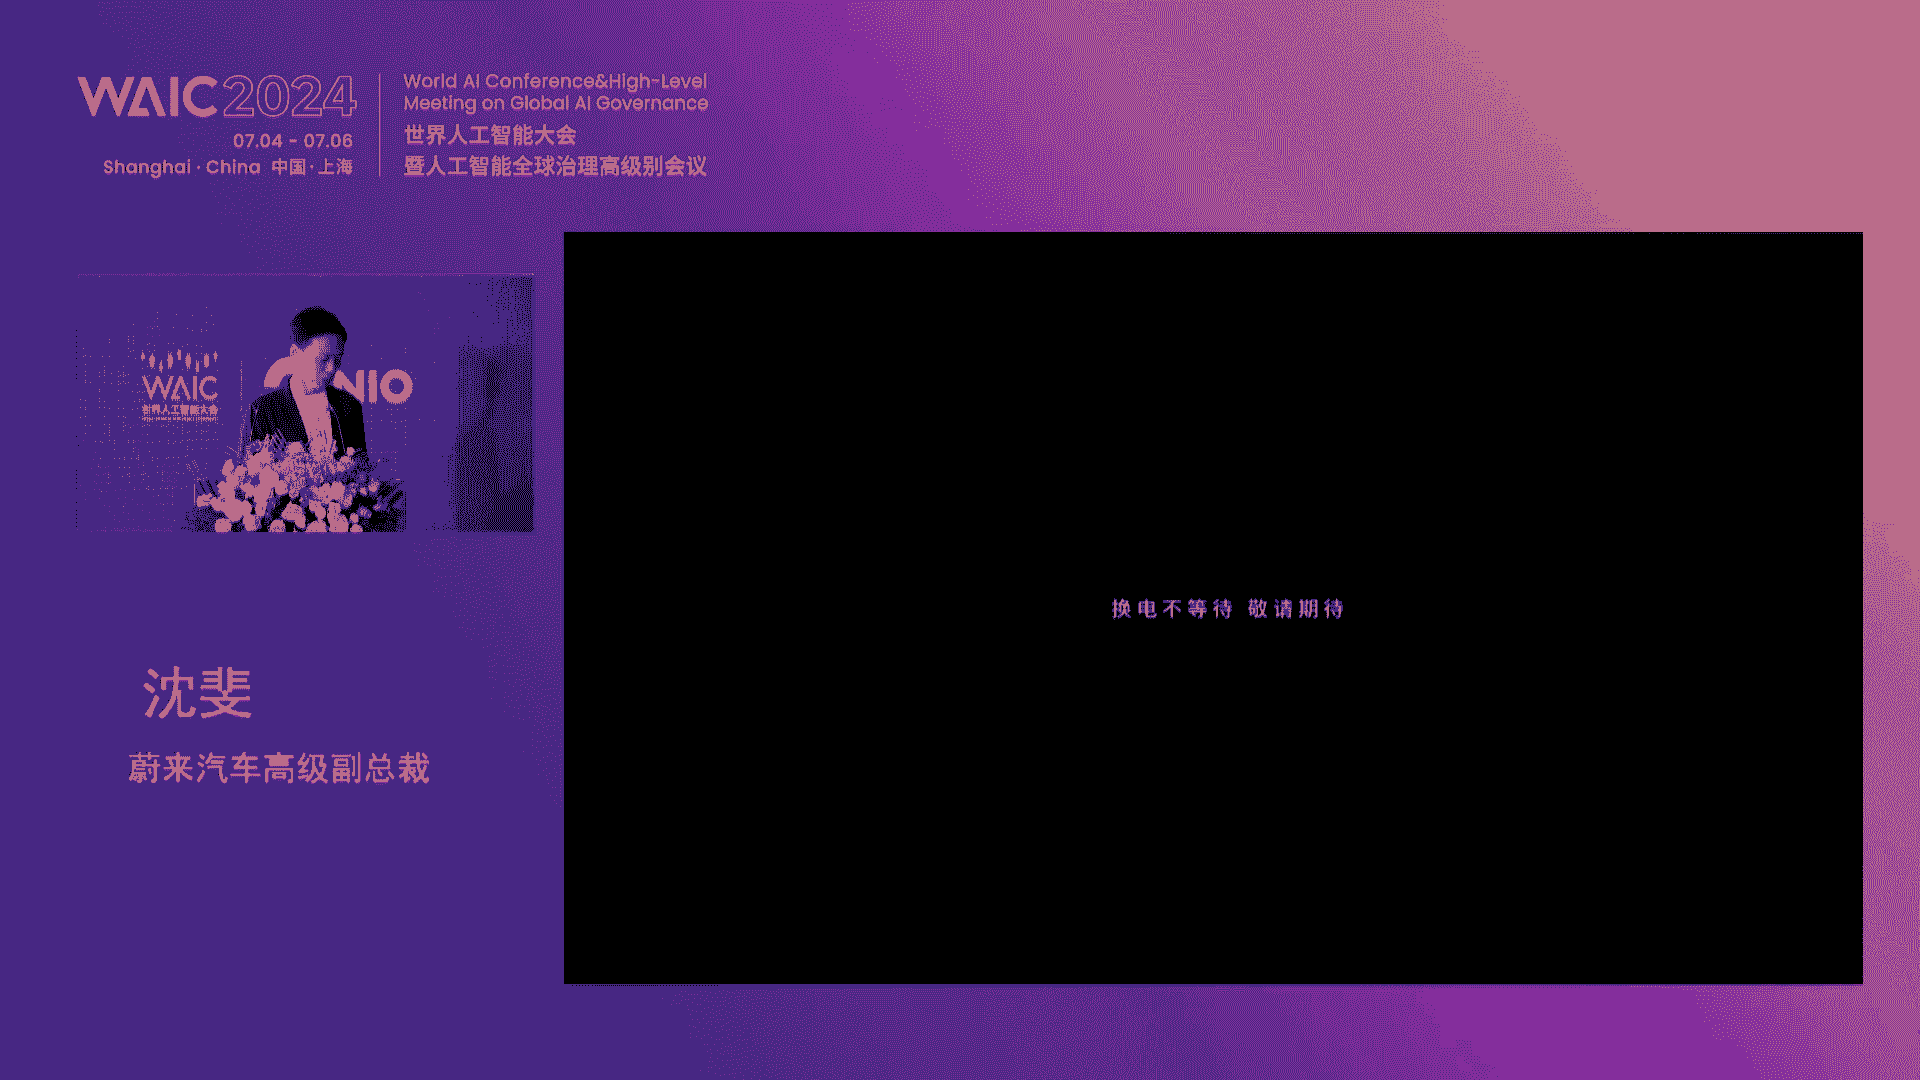 WAIC 2024
07.04 - 07.06
Shanghai · China 中国·上海
World AI Conference&High-Level
Meeting on Global AI Governance
世界人工智能大会
暨人工智能全球治理高级别会议
WAIC
世界人工智能大会
NIO
换电不等待 敬请期待
沈斐
蔚来汽车高级副总裁